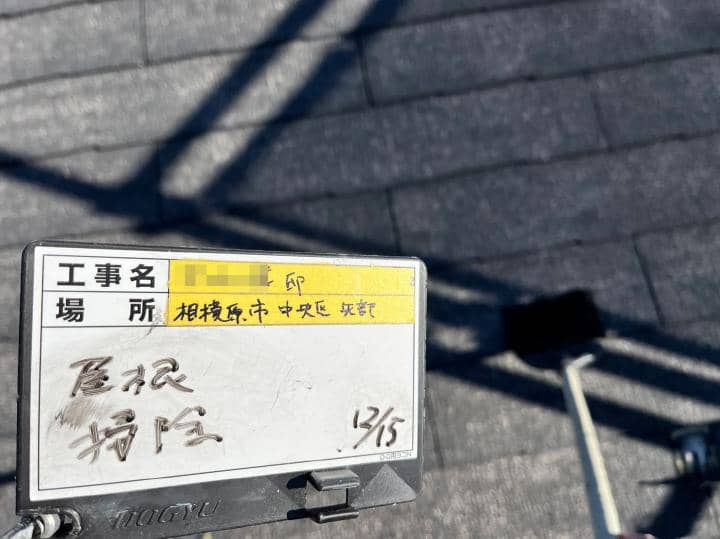 工事名 邸
場所 相模原市 中央区 矢部
屋根
掃除
12/15
DOGYU